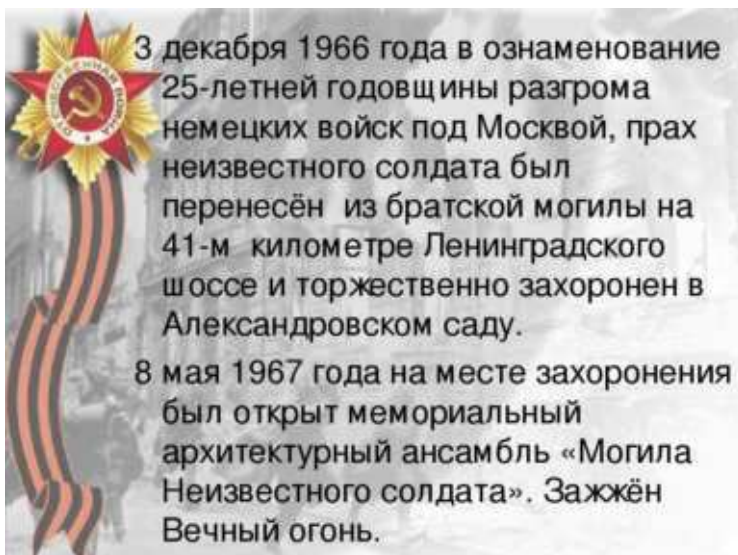 ОТЕЧЕСТВЕННАЯ ВОЙНА
3 декабря 1966 года в ознаменование
25-летней годовщины разгрома
немецких войск под Москвой, прах
неизвестного солдата был
перенесён из братской могилы на
41-м километре Ленинградского
шоссе и торжественно захоронен в
Александровском саду.
8 мая 1967 года на месте захоронения
был открыт мемориальный
архитектурный ансамбль «Могила
Неизвестного солдата». Зажжён
Вечный огонь.